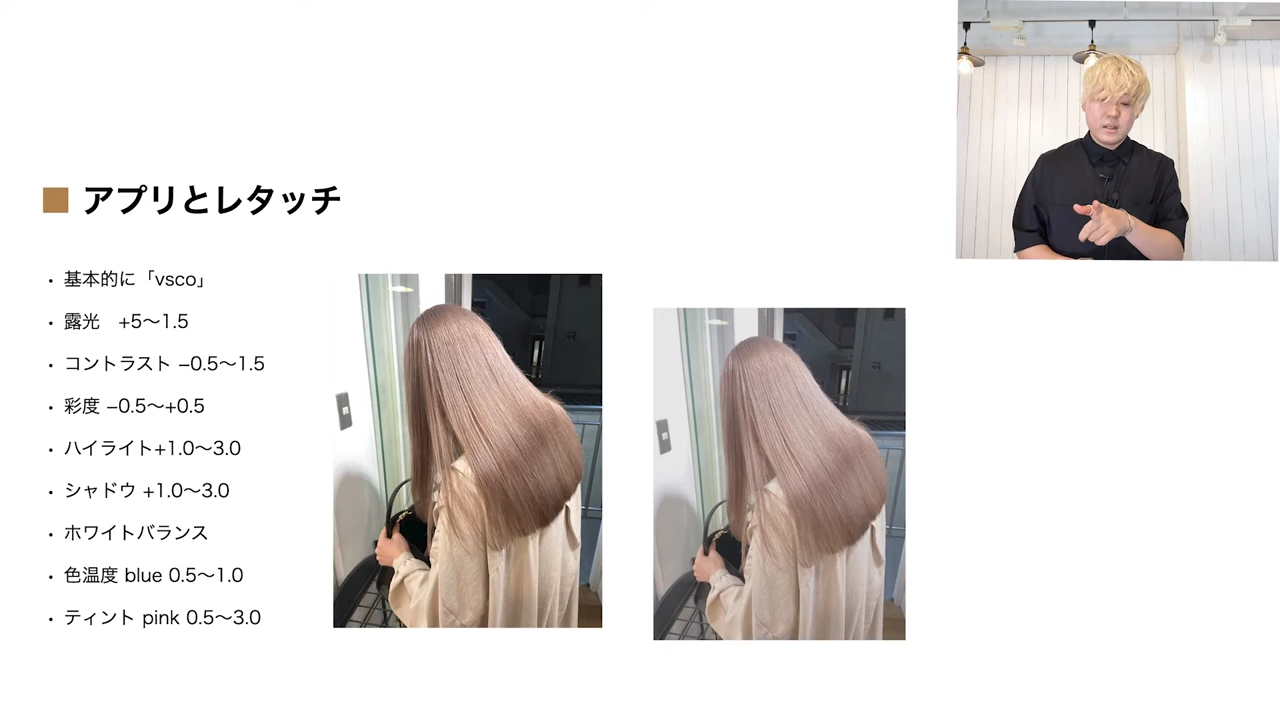 アプリとレタッチ
・基本的に「vsco」
・露光　+5〜1.5
・コントラスト −0.5〜1.5
・彩度 −0.5〜+0.5
・ハイライト+1.0〜3.0
・シャドウ +1.0〜3.0
・ホワイトバランス
・色温度 blue 0.5〜1.0
・ティント pink 0.5〜3.0